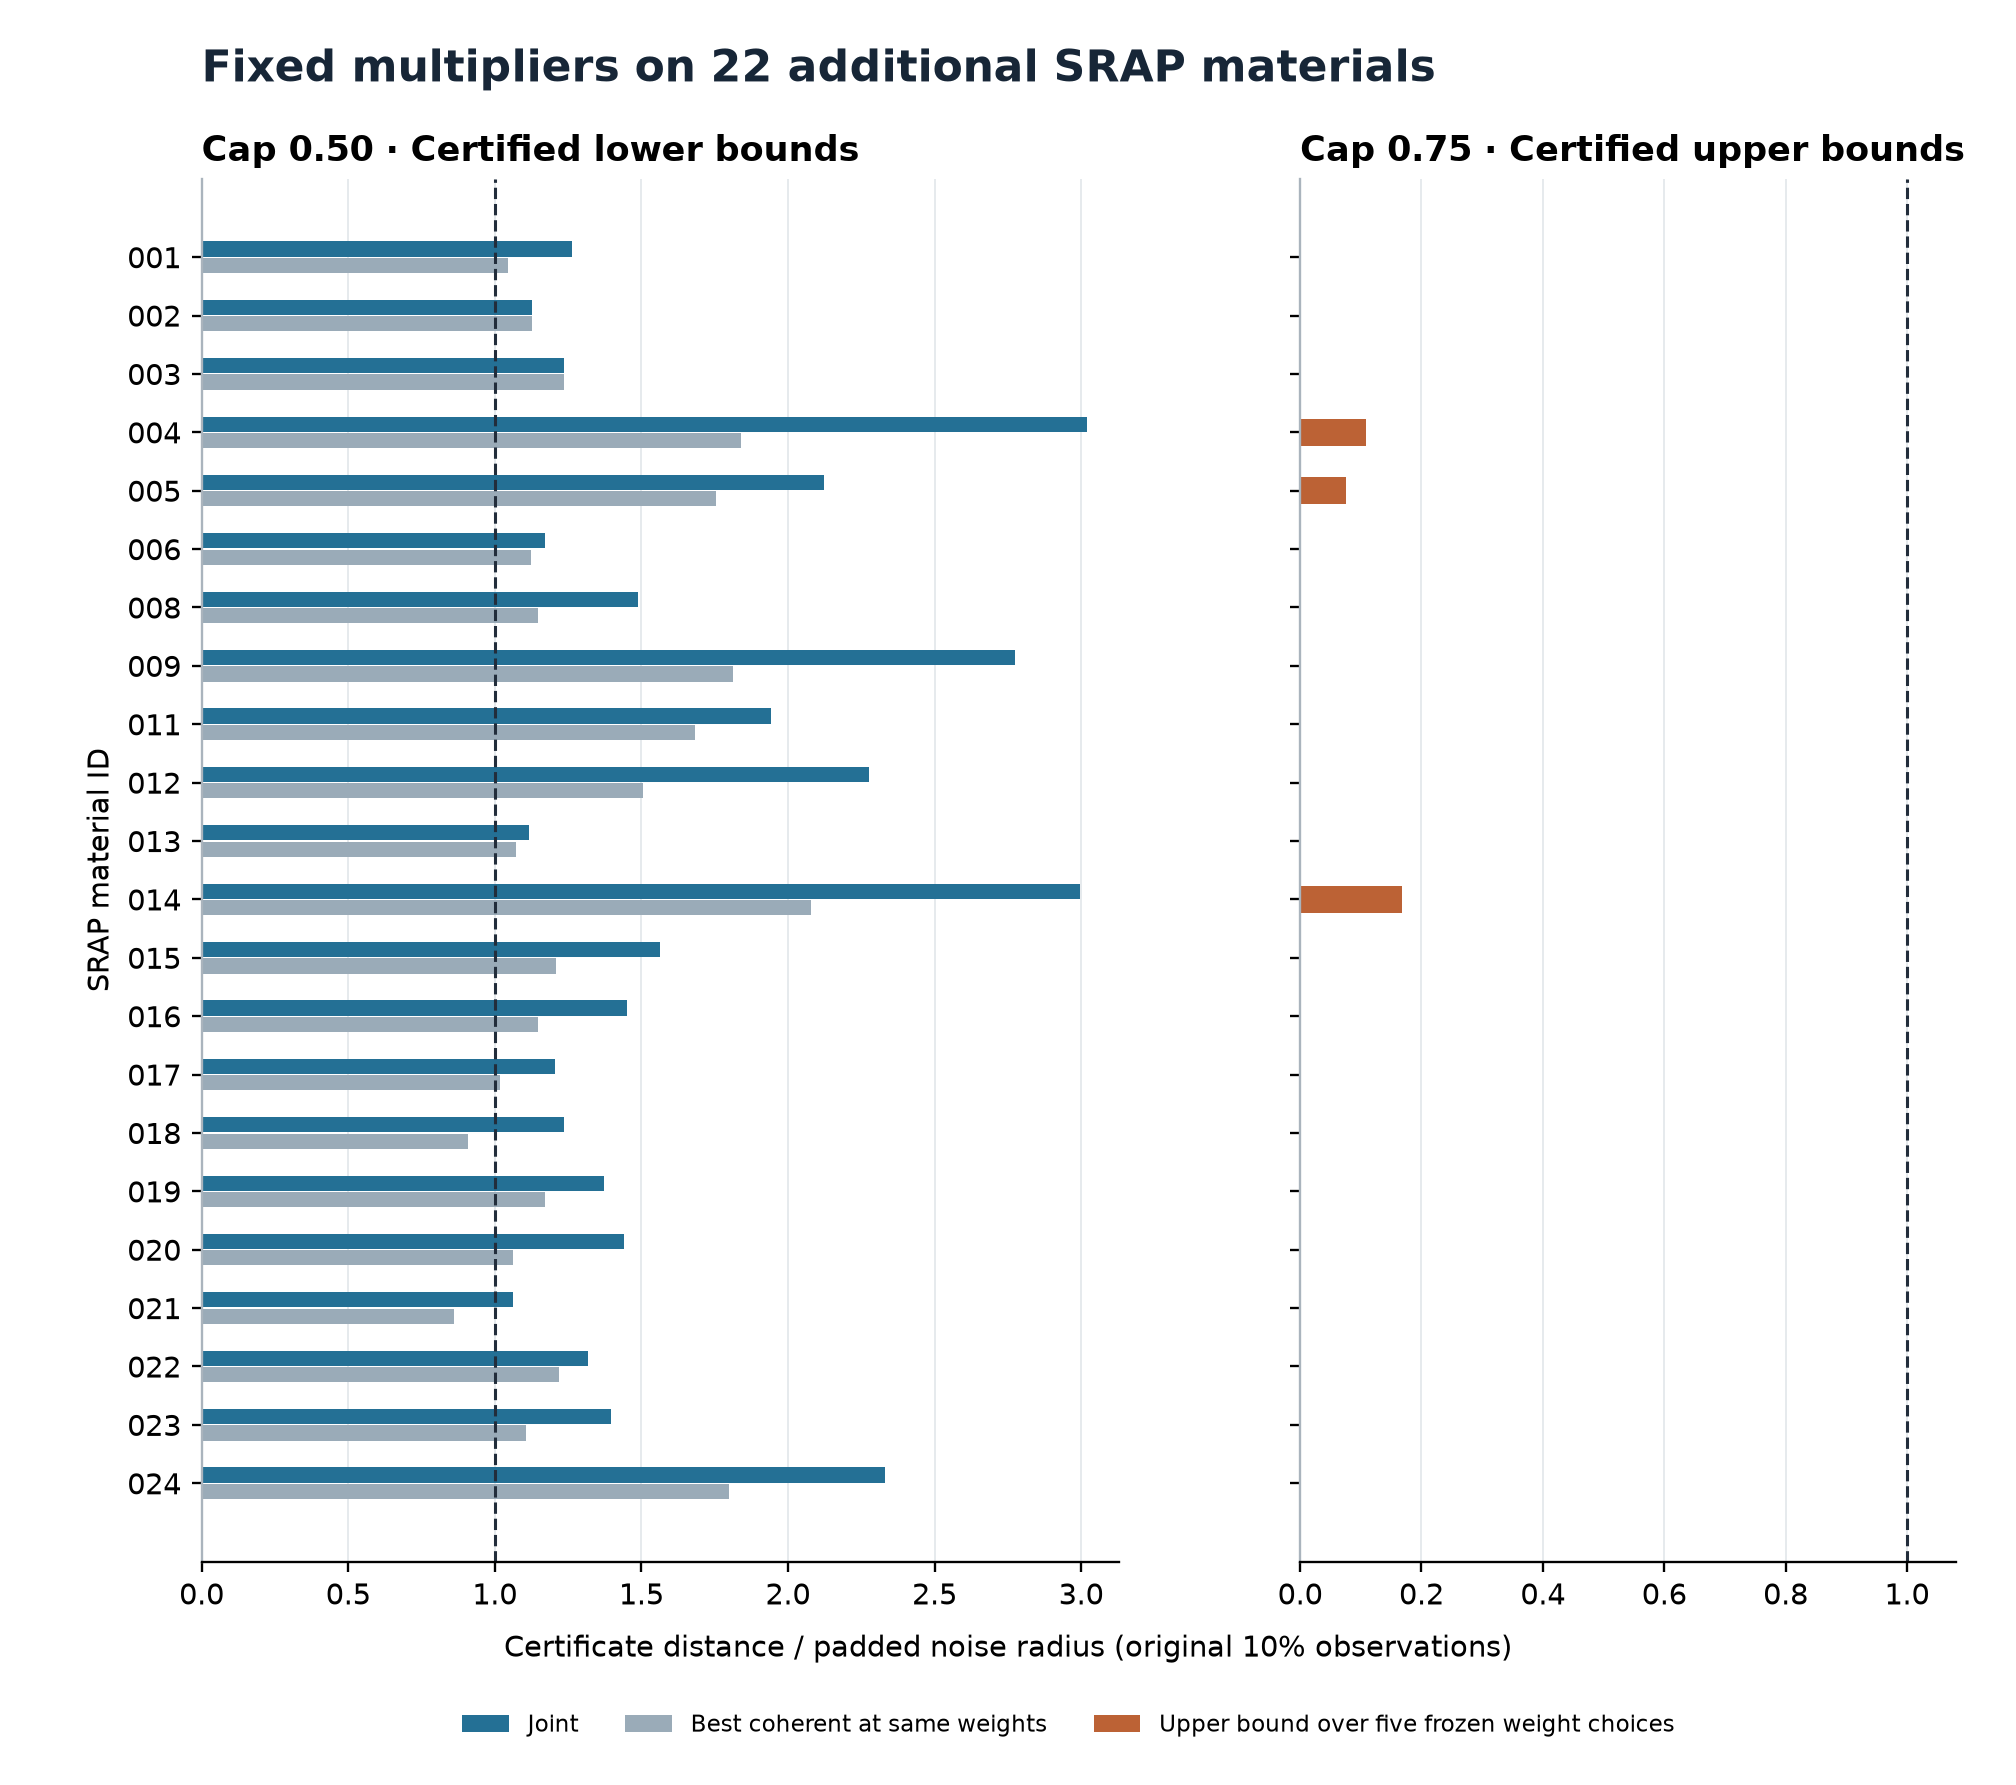 Fixed multipliers on 22 additional SRAP materials
Cap 0.50 · Certified lower bounds
Cap 0.75 · Certified upper bounds
SRAP material ID
001
002
003
004
005
006
008
009
011
012
013
014
015
016
017
018
019
020
021
022
023
024
0.0 0.5 1.0 1.5 2.0 2.5 3.0
0.0 0.2 0.4 0.6 0.8 1.0
Certificate distance / padded noise radius (original 10% observations)
Joint Best coherent at same weights Upper bound over five frozen weight choices